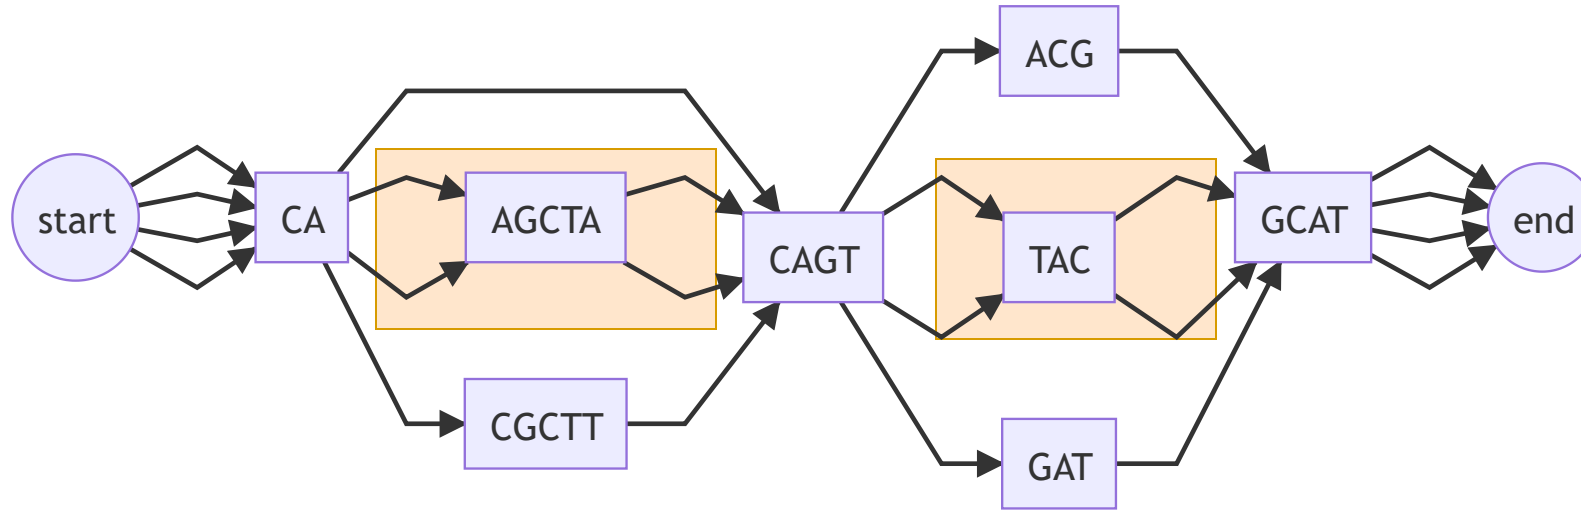 start
CA
AGCTA
CGCTT
CAGT
ACG
TAC
GAT
GCAT
end